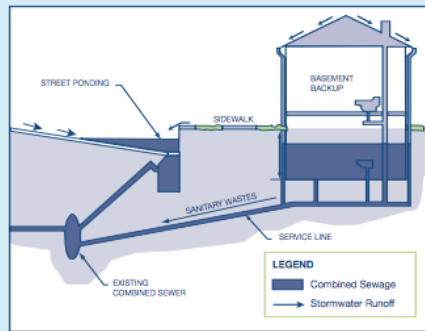 STREET PONDING
BASEMENT
BACKUP
SIDEWALK
SANITARY WASTES
SERVICE LINE
EXISTING
COMBINED SEWER
LEGEND
Combined Sewage
Stormwater Runoff